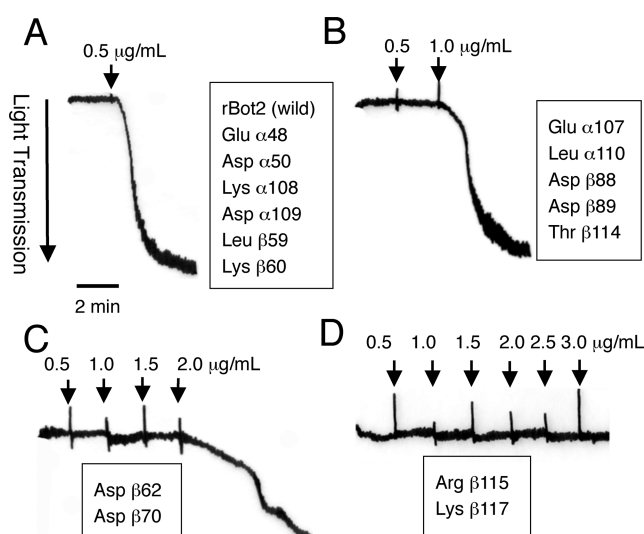 A
0.5 μg/mL
Light Transmission
rBot2 (wild)
Glu α48
Asp α50
Lys α108
Asp α109
Leu β59
Lys β60
2 min
B
0.5 1.0 μg/mL
Glu α107
Leu α110
Asp β88
Asp β89
Thr β114
C
0.5 1.0 1.5 2.0 μg/mL
Asp β62
Asp β70
D
0.5 1.0 1.5 2.0 2.5 3.0 μg/mL
Arg β115
Lys β117